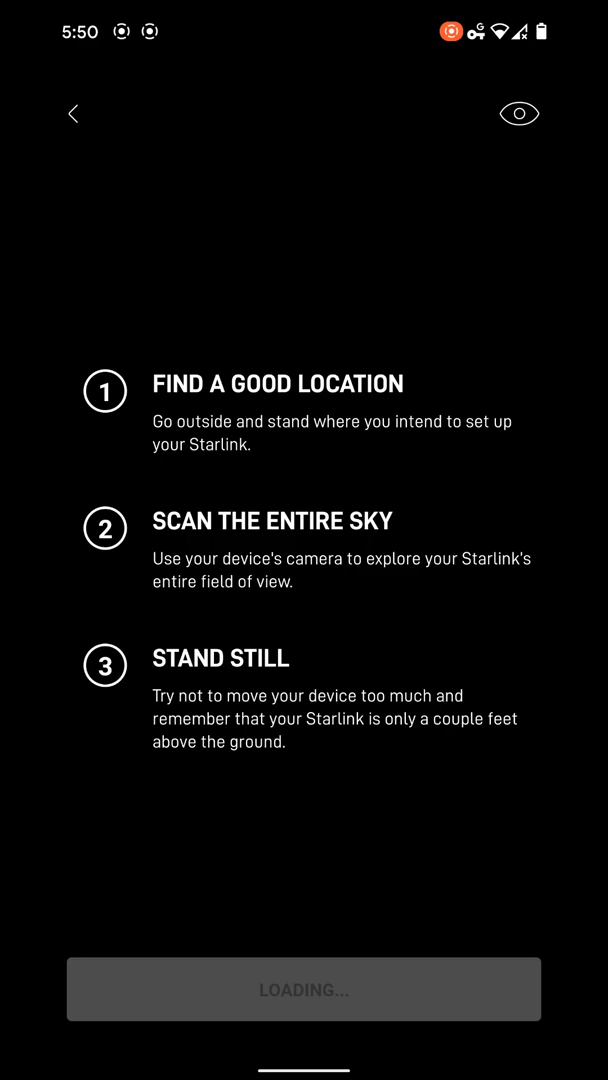 5:50
G
1
FIND A GOOD LOCATION
Go outside and stand where you intend to set up
your Starlink.
2
SCAN THE ENTIRE SKY
Use your device's camera to explore your Starlink's
entire field of view.
3
STAND STILL
Try not to move your device too much and
remember that your Starlink is only a couple feet
above the ground.
LOADING...